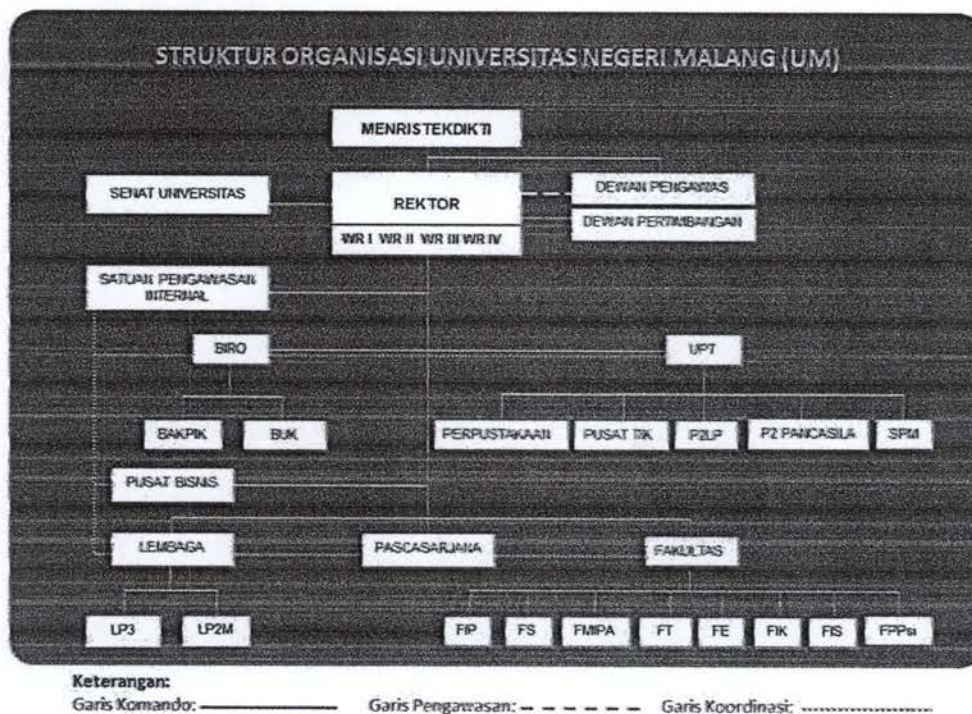 STRUKTUR ORGANISASI UNIVERSITAS NEGERI MALANG (UM)
MENRISTEKDIKTI
SENAT UNIVERSITAS
REKTOR
DEWAN PENGAWAS
DEWAN PERTIMBANGAN
WR I WR II WR III WR IV
SATUAN PENGAWASAN
INTERNAL
BIRO
UPT
BAKPIK
BUK
PERPUSTAKAAN
PUSAT TIK
P2LP
P2 PANCASILA
SPM
PUSAT BISNIS
LEMBAGA
PASCASARJANA
FAKULTAS
LP3
LP2M
FIP
FS
FMIPA
FT
FE
FIK
FIS
FPPsi
Keterangan:
Garis Komando:
Garis Pengawasan:
Garis Koordinasi: